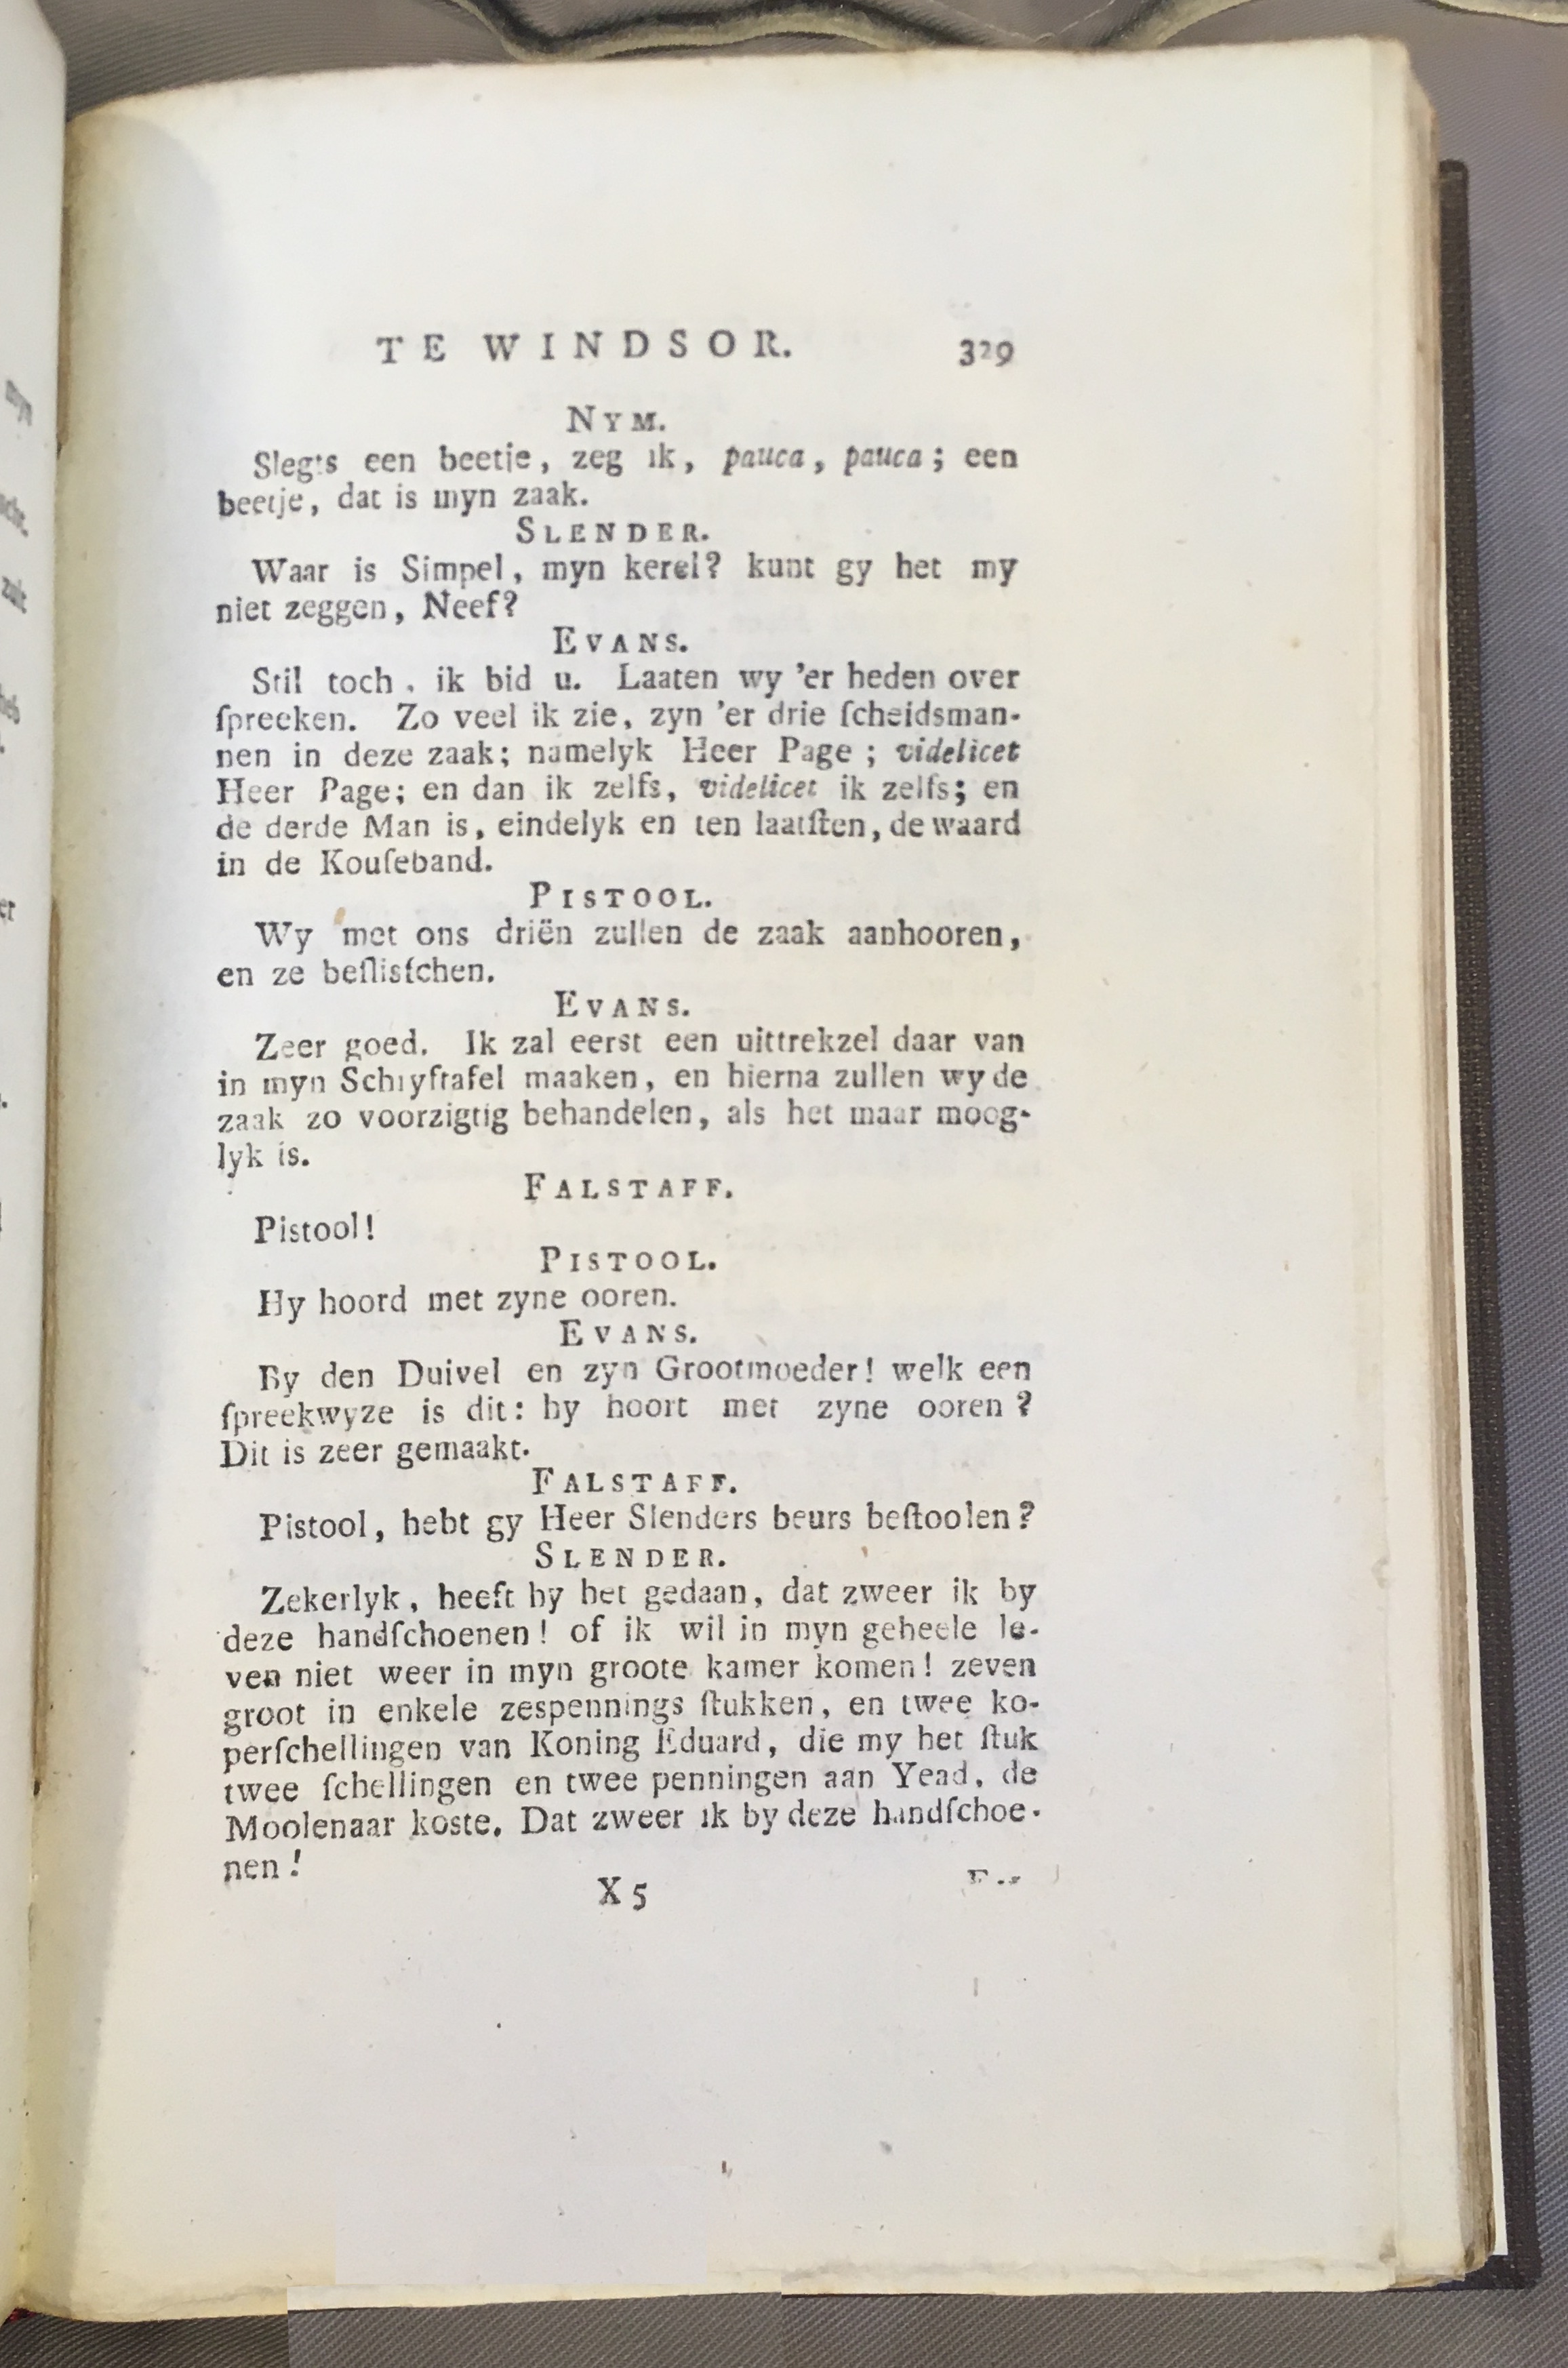 TE WINDSOR. 329
NYM.
Slegts een beetje, zeg ik, pauca, pauca; een
beetje, dat is myn zaak.
SLENDER.
Waar is Simpel, myn kerel? kunt gy het my
niet zeggen, Neef?
EVANS.
Stil toch, ik bid u. Laaten wy 'er heden over
ſpreeken. Zo veel ik zie, zyn 'er drie ſcheidsman-
nen in deze zaak; namelyk Heer Page; videlicet
Heer Page; en dan ik zelfs, videlicet ik zelfs; en
de derde Man is, eindelyk en ten laatſten, de waard
in de Kouſeband.
PISTOOL.
Wy met ons driën zullen de zaak aanhooren,
en ze beſlisſchen.
EVANS.
Zeer goed. Ik zal eerst een uittrekzel daar van
in myn Schryftafel maaken, en hierna zullen wy de
zaak zo voorzigtig behandelen, als het maar moog-
lyk is.
FALSTAFF.
Pistool!
PISTOOL.
Hy hoord met zyne ooren.
EVANS.
By den Duivel en zyn Grootmoeder! welk een
ſpreekwyze is dit: hy hoort met zyne ooren?
Dit is zeer gemaakt.
FALSTAFF.
Pistool, hebt gy Heer Slenders beurs beſtoolen?
SLENDER.
Zekerlyk, heeft hy het gedaan, dat zweer ik by
deze handſchoenen! of ik wil in myn geheele le-
ven niet weer in myn groote kamer komen! zeven
groot in enkele zespennings ſtukken, en twee ko-
perſchellingen van Koning Eduard, die my het ſtuk
twee ſchellingen en twee penningen aan Yead, de
Moolenaar koste. Dat zweer ik by deze handſchoe-
nen!
X 5